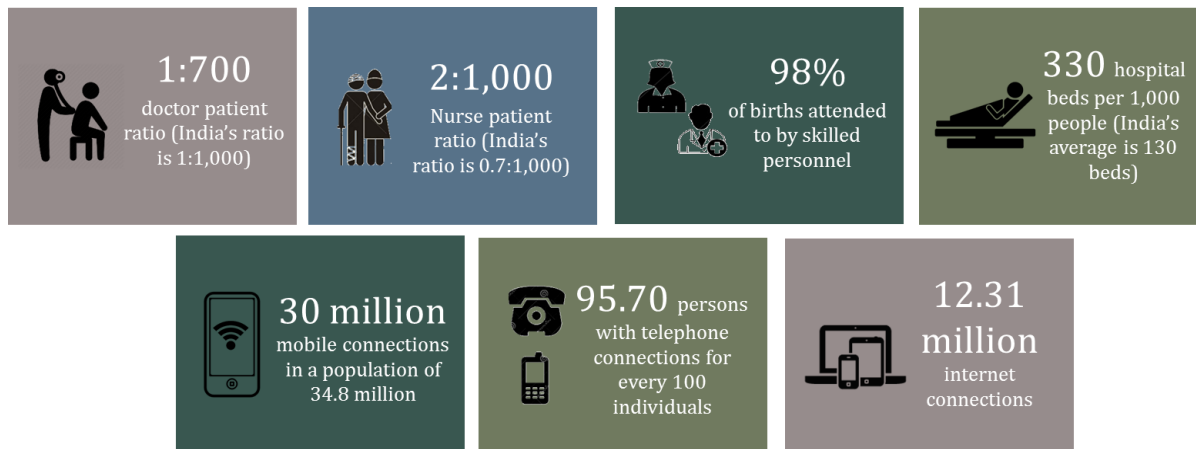 1:700
doctor patient
ratio (India's ratio
is 1:1,000)
2:1,000
Nurse patient
ratio (India's
ratio is 0.7:1,000)
98%
of births attended
to by skilled
personnel
330 hospital
beds per 1,000
people (India's
average is 130
beds)
30 million
mobile connections
in a population of
34.8 million
95.70 persons
with telephone
connections for
every 100
individuals
12.31
million
internet
connections